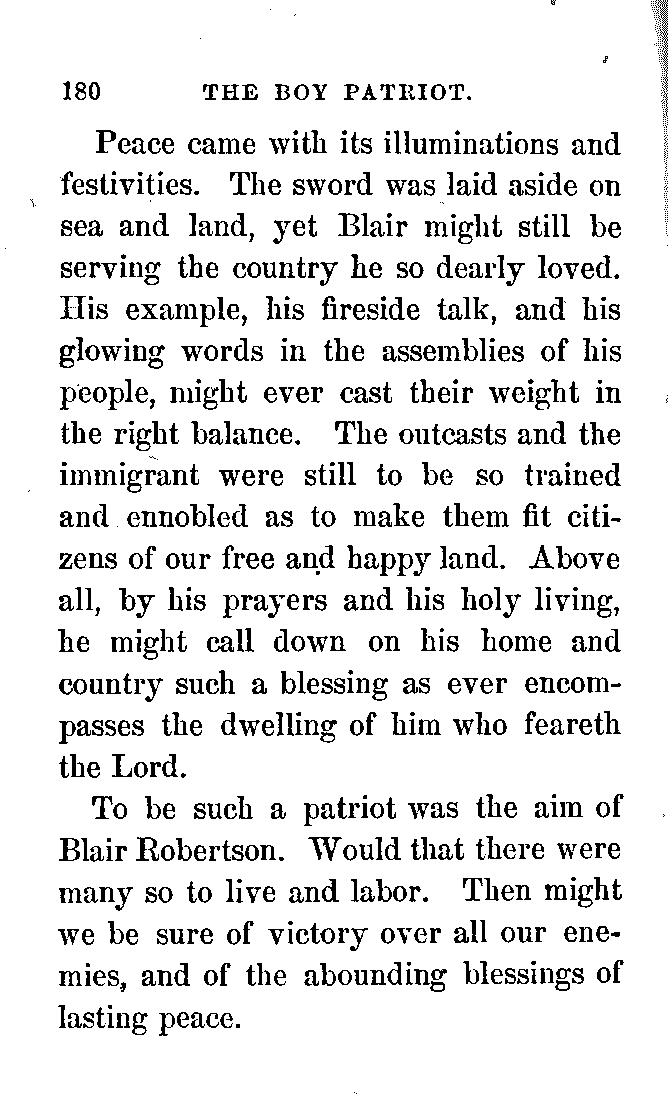 180 THE BOY PATRIOT.
Peace came with its illuminations and
festivities. The sword was laid aside on
sea and land, yet Blair might still be
serving the country he so dearly loved.
His example, his fireside talk, and his
glowing words in the assemblies of his
people, might ever cast their weight in
the right balance. The outcasts and the
immigrant were still to be so trained
and ennobled as to make them fit citi-
zens of our free and happy land. Above
all, by his prayers and his holy living,
he might call down on his home and
country such a blessing as ever encom-
passes the dwelling of him who feareth
the Lord.
To be such a patriot was the aim of
Blair Robertson. Would that there were
many so to live and labor. Then might
we be sure of victory over all our ene-
mies, and of the abounding blessings of
lasting peace.